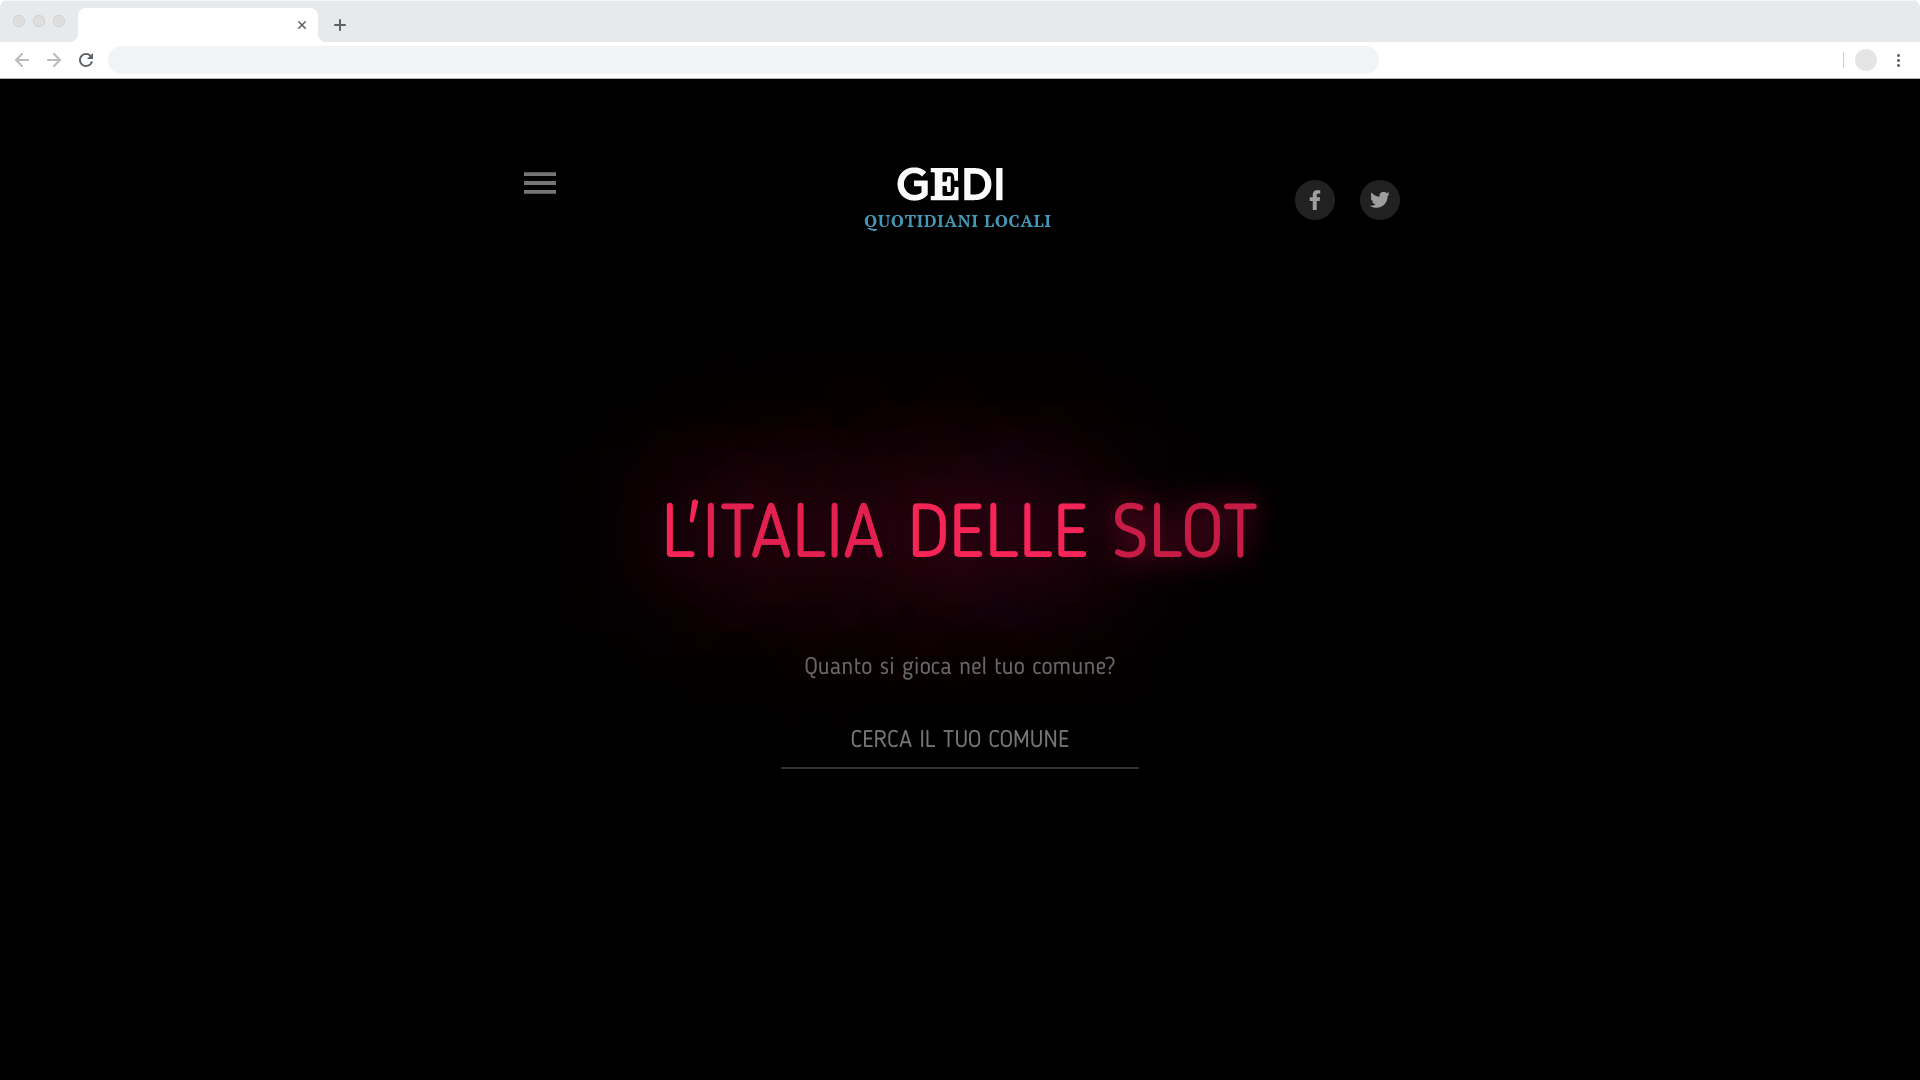 GEDI
QUOTIDIANI LOCALI
L'ITALIA DELLE SLOT
Quanto si gioca nel tuo comune?
CERCA IL TUO COMUNE